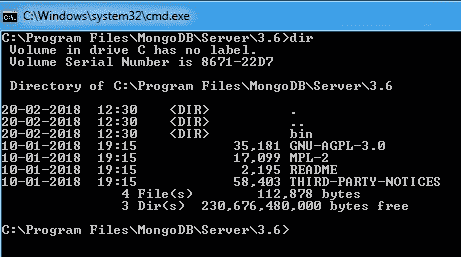 C:\Windows\system32\cmd.exe
C:\Program Files\MongoDB\Server\3.6>dir
 Volume in drive C has no label.
 Volume Serial Number is 8671-22D7

 Directory of C:\Program Files\MongoDB\Server\3.6

20-02-2018  12:30    <DIR>          .
20-02-2018  12:30    <DIR>          ..
20-02-2018  12:30    <DIR>          bin
10-01-2018  19:15            35,181 GNU-AGPL-3.0
10-01-2018  19:15            17,099 MPL-2
10-01-2018  19:15             2,195 README
10-01-2018  19:15            58,403 THIRD-PARTY-NOTICES
               4 File(s)        112,878 bytes
               3 Dir(s)  230,676,480,000 bytes free

C:\Program Files\MongoDB\Server\3.6>